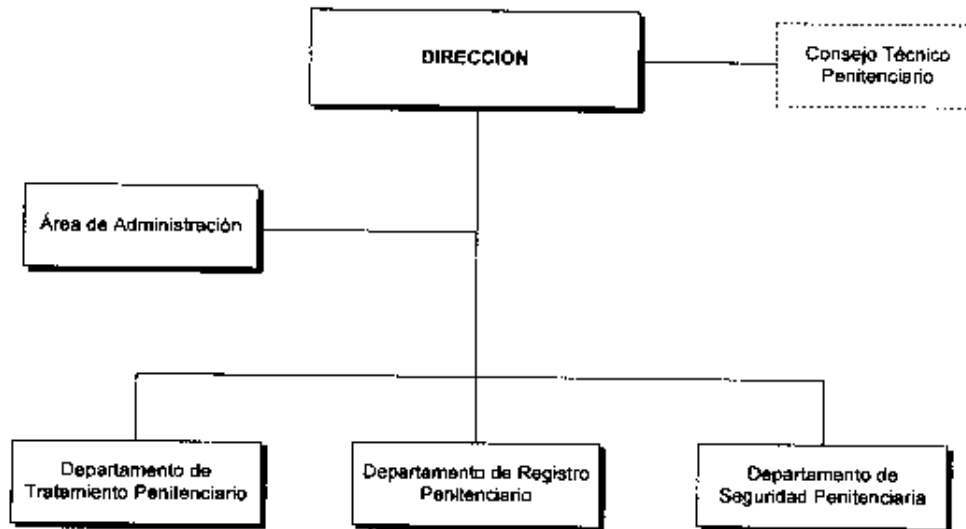 DIRECCION
Consejo Técnico
Penitenciario
Área de Administración
Departamento de
Tratamiento Penitenciario
Departamento de Registro
Penitenciario
Departamento de
Seguridad Penitenciaria